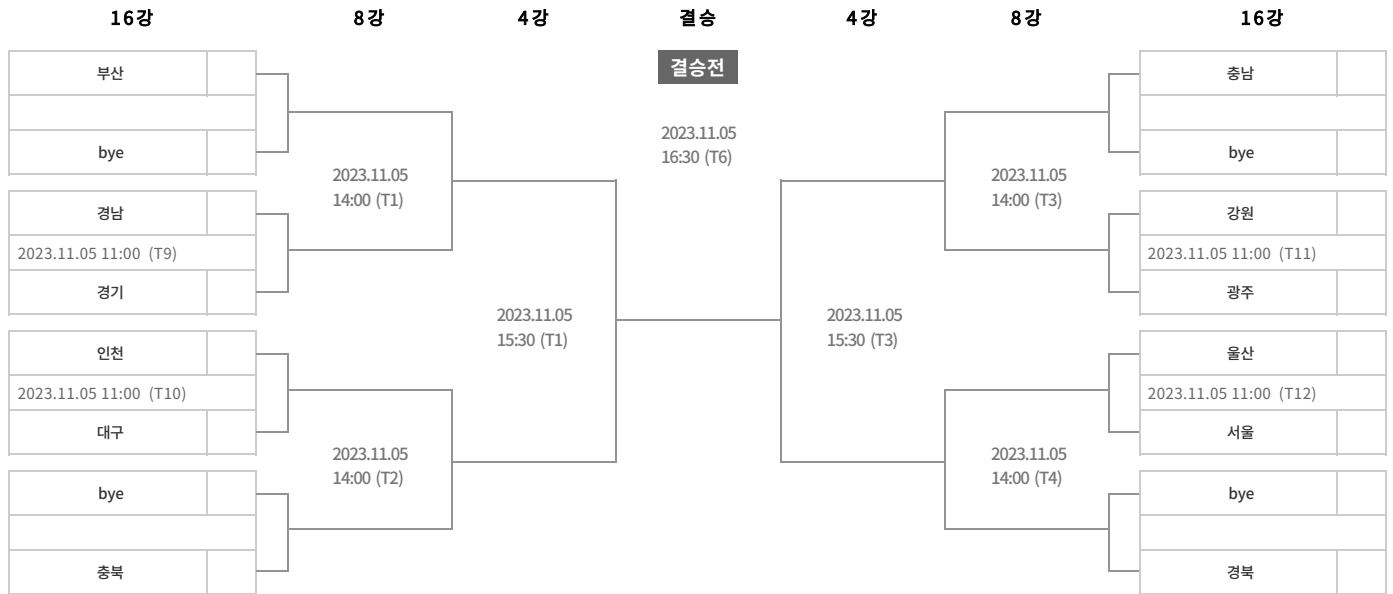 16강 8강 4강 결승 4강 8강 16강
결승전
부산
bye
경남
2023.11.05 11:00 (T9)
경기
인천
2023.11.05 11:00 (T10)
대구
bye
충북
2023.11.05
14:00 (T1)
2023.11.05
14:00 (T2)
2023.11.05
15:30 (T1)
2023.11.05
16:30 (T6)
2023.11.05
15:30 (T3)
2023.11.05
14:00 (T3)
2023.11.05
14:00 (T4)
충남
bye
강원
2023.11.05 11:00 (T11)
광주
울산
2023.11.05 11:00 (T12)
서울
bye
경북